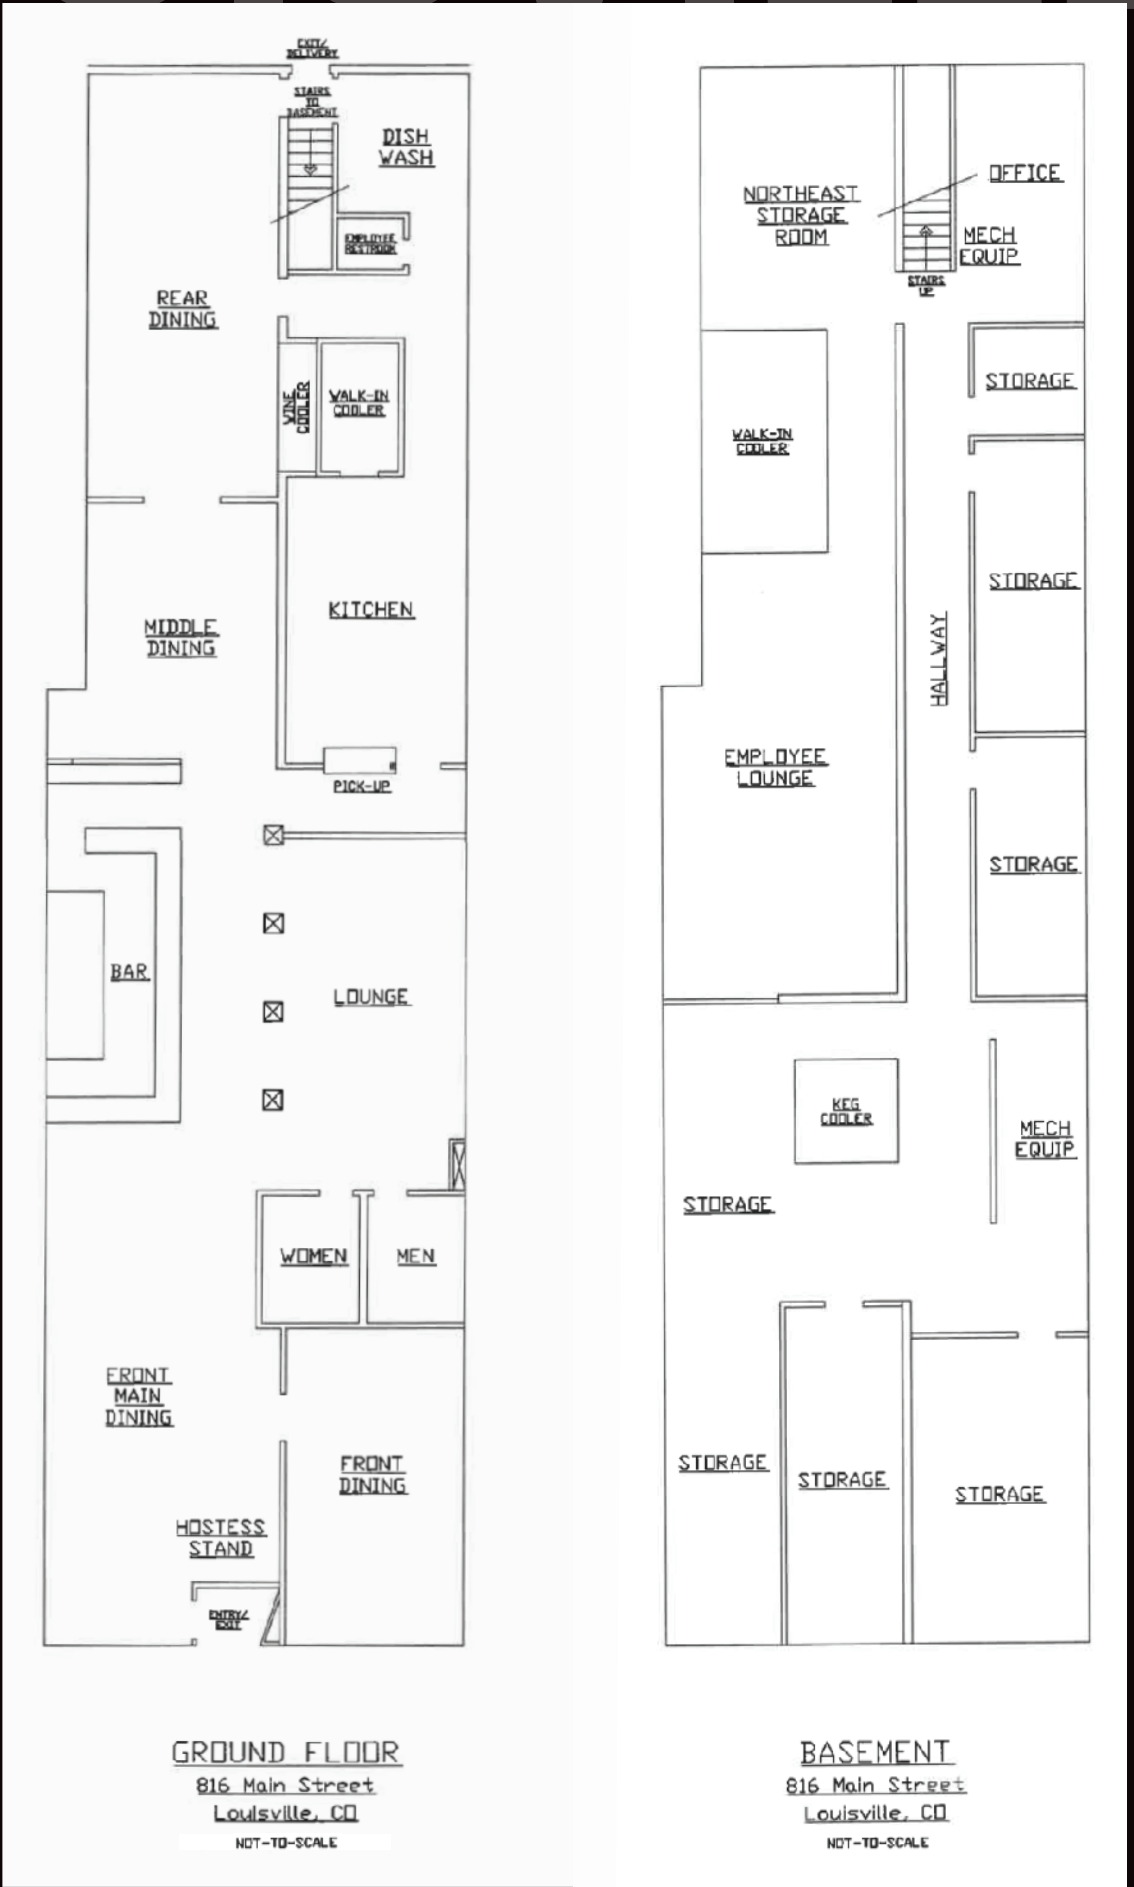 EXIT/
DELIVERY
STAIRS
TO
BASEMENT
DISH
WASH
EMPLOYEE
RESTROOM
REAR
DINING
WINE
COOLER
WALK-IN
COOLER
KITCHEN
MIDDLE
DINING
PICK-UP
BAR
LOUNGE
WOMEN
MEN
FRONT
MAIN
DINING
FRONT
DINING
HOSTESS
STAND
ENTRY/
EXIT
GROUND FLOOR
816 Main Street
Louisville, CO
NOT-TO-SCALE
OFFICE
NORTHEAST
STORAGE
ROOM
MECH
EQUIP
STAIRS
UP
STORAGE
WALK-IN
COOLER
STORAGE
HALLWAY
EMPLOYEE
LOUNGE
STORAGE
KEG
COOLER
MECH
EQUIP
STORAGE
STORAGE
STORAGE
STORAGE
BASEMENT
816 Main Street
Louisville, CO
NOT-TO-SCALE